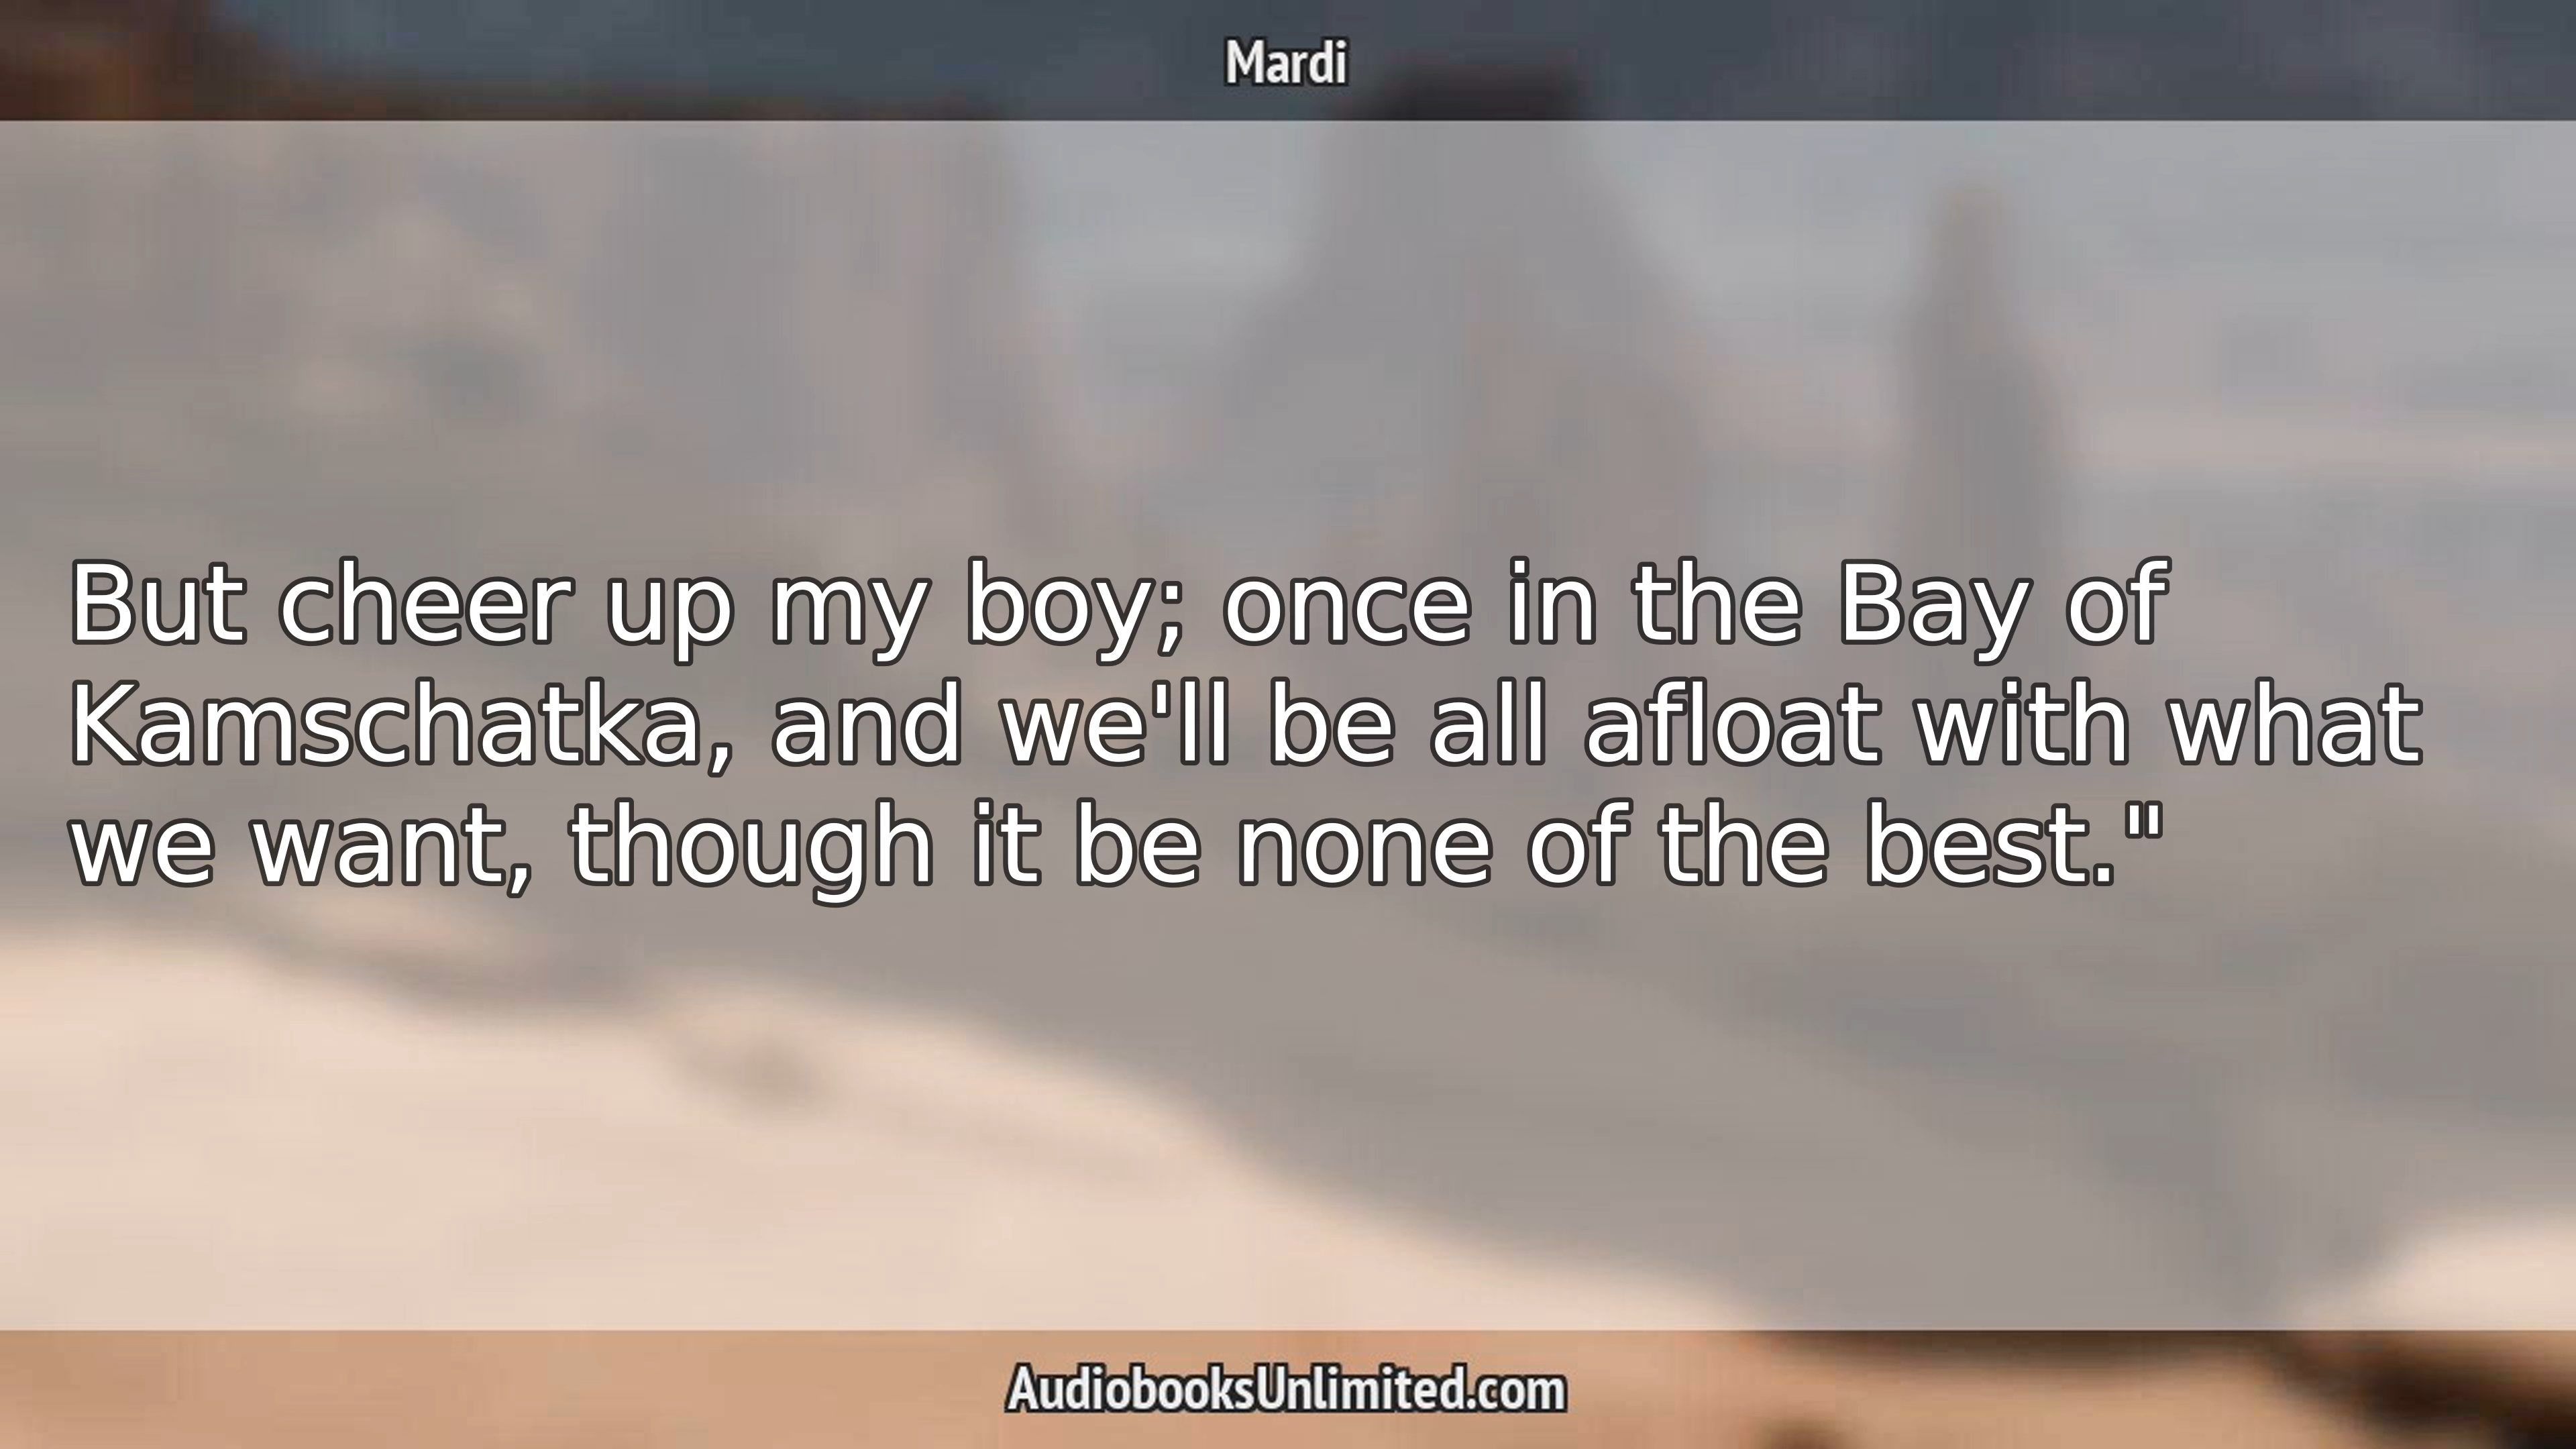 Mardi
But cheer up my boy; once in the Bay of
Kamschatka, and we'll be all afloat with what
we want, though it be none of the best."
AudiobooksUnlimited.com